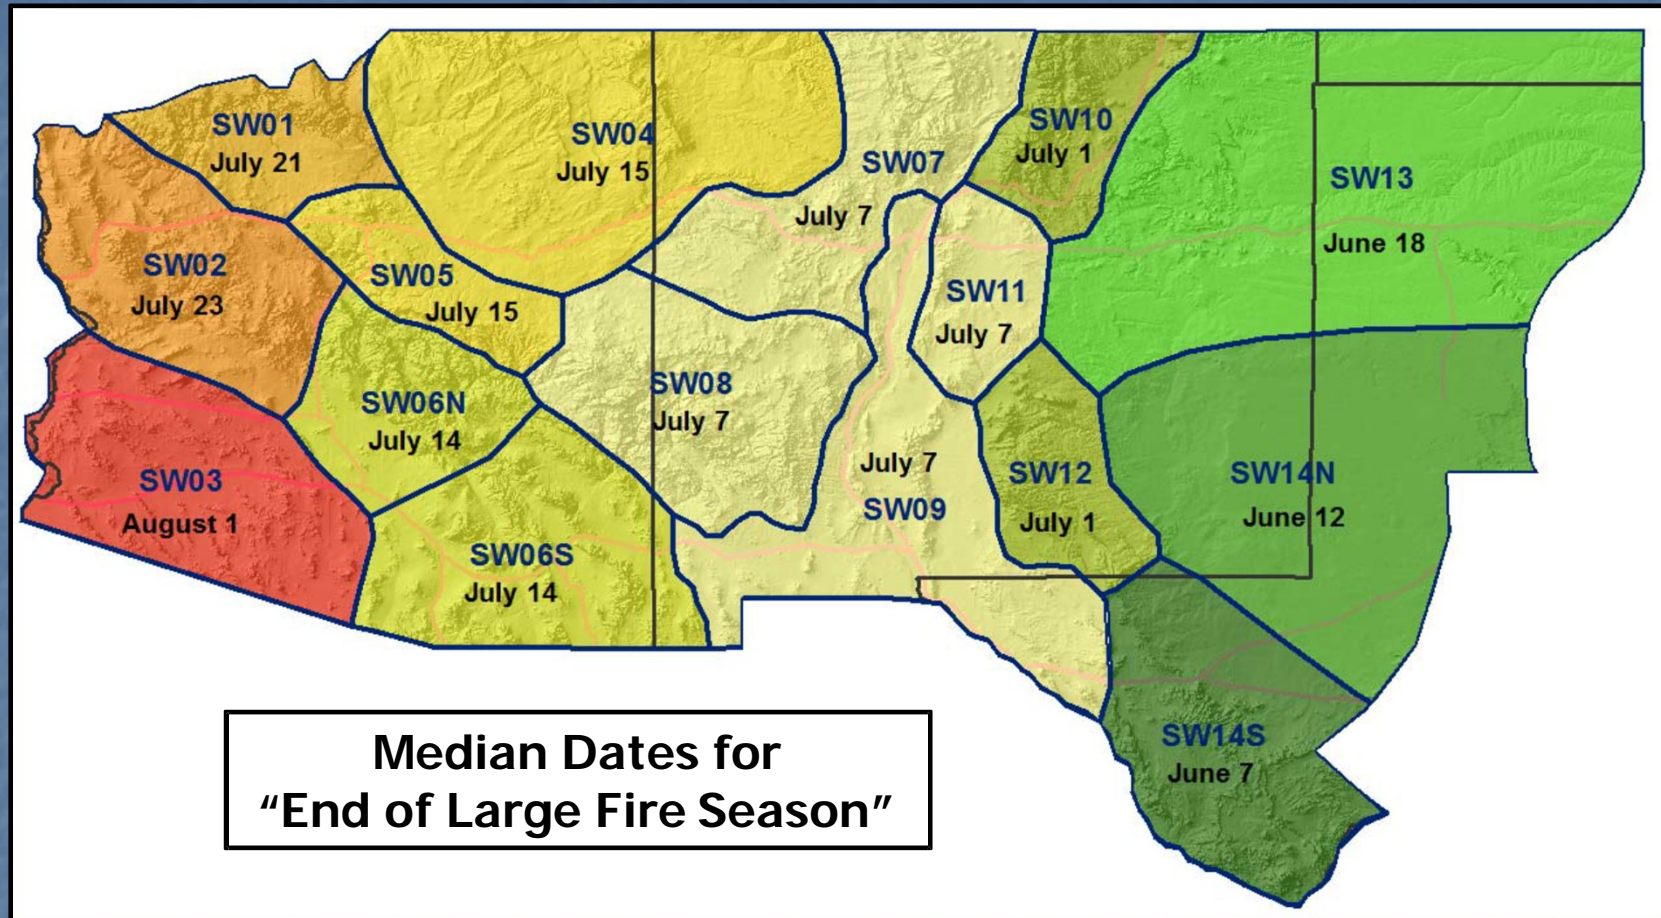 SW01
July 21
SW02
July 23
SW03
August 1
SW04
July 15
SW05
July 15
SW06N
July 14
SW06S
July 14
SW07
July 7
SW08
July 7
July 7
SW09
SW10
July 1
SW11
July 7
SW12
July 1
SW13
June 18
SW14N
June 12
SW14S
June 7
Median Dates for
“End of Large Fire Season”